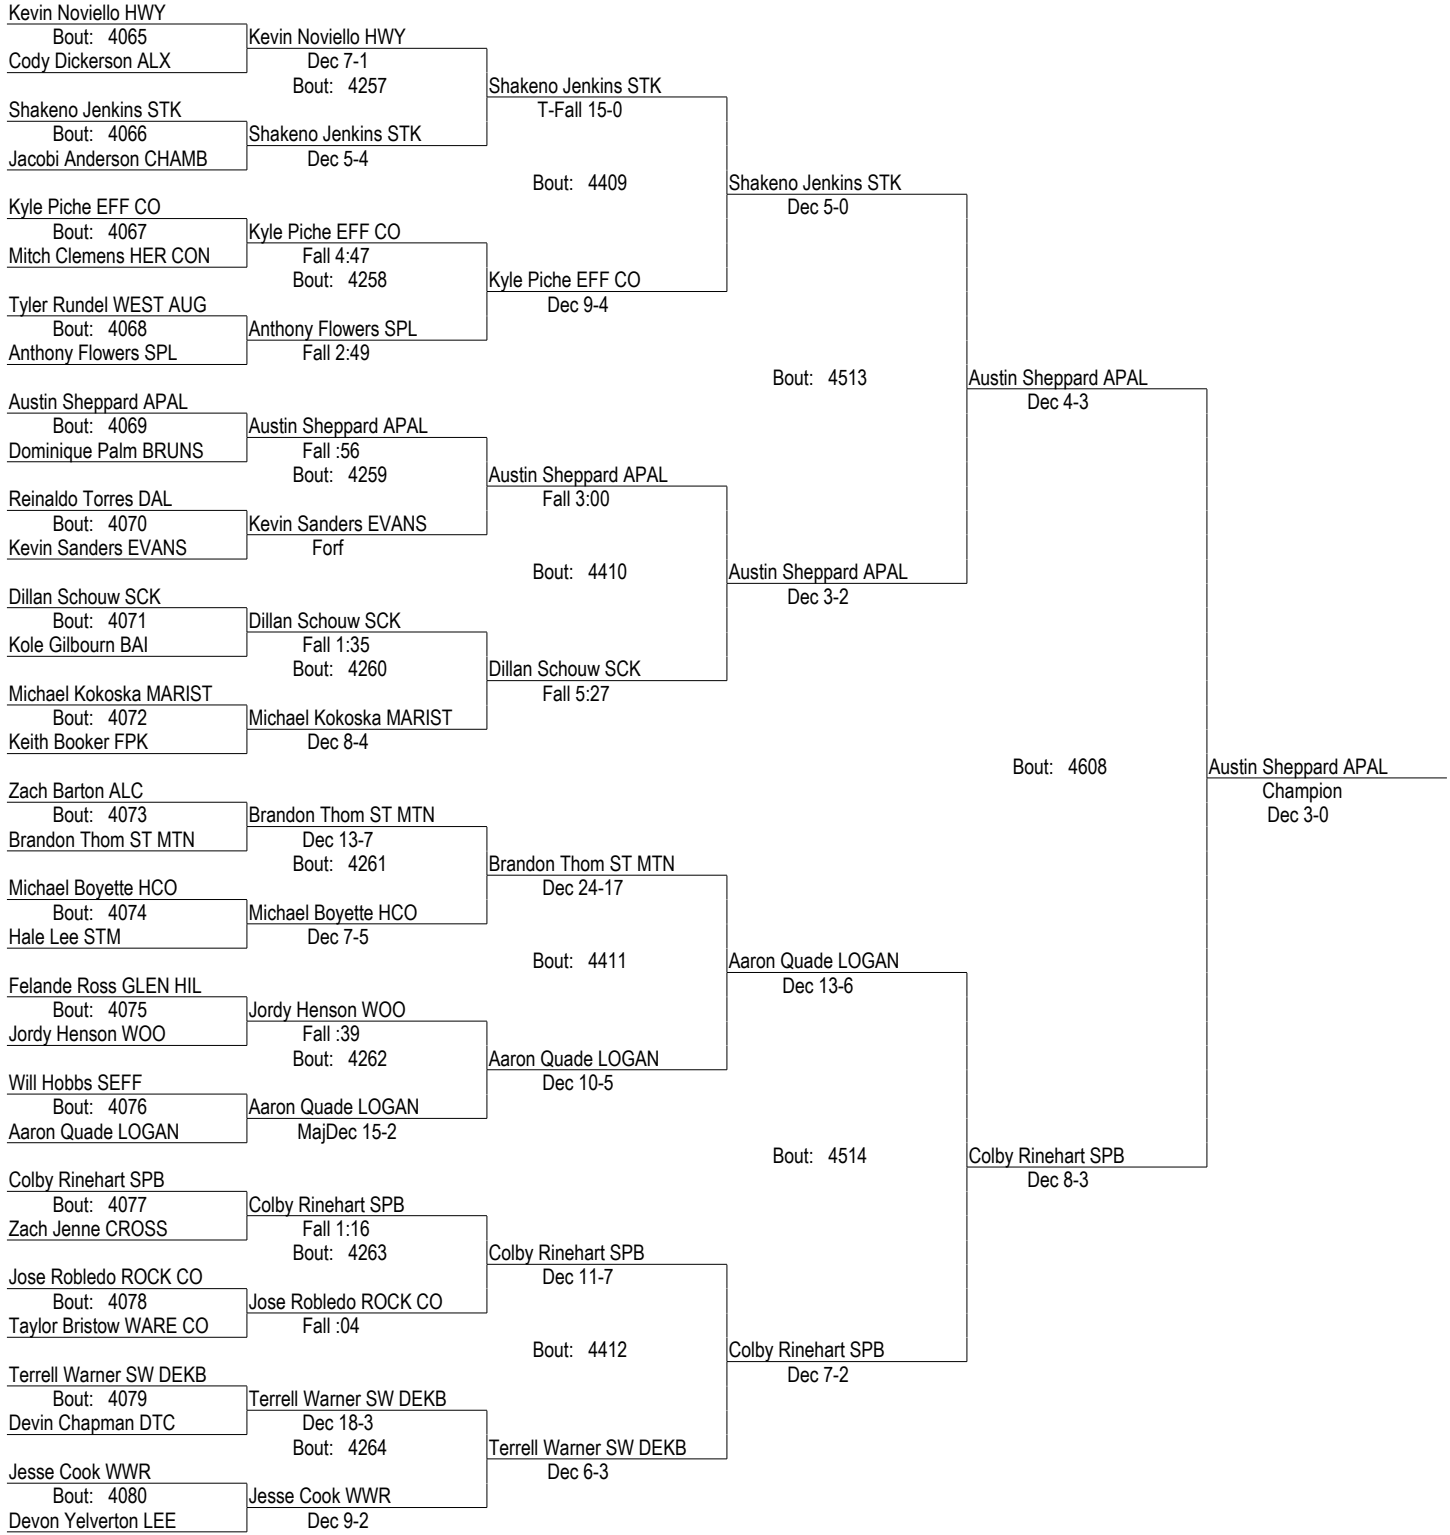 Kevin Noviello HWY
Bout: 4065
Kevin Noviello HWY
Cody Dickerson ALX
Dec 7-1
Bout: 4257
Shakeno Jenkins STK
Shakeno Jenkins STK
T-Fall 15-0
Bout: 4066
Shakeno Jenkins STK
Jacobi Anderson CHAMB
Dec 5-4
Bout: 4409
Shakeno Jenkins STK
Kyle Piche EFF CO
Dec 5-0
Bout: 4067
Kyle Piche EFF CO
Mitch Clemens HER CON
Fall 4:47
Bout: 4258
Kyle Piche EFF CO
Tyler Rundel WEST AUG
Dec 9-4
Bout: 4068
Anthony Flowers SPL
Anthony Flowers SPL
Fall 2:49
Bout: 4513
Austin Sheppard APAL
Austin Sheppard APAL
Dec 4-3
Bout: 4069
Austin Sheppard APAL
Dominique Palm BRUNS
Fall :56
Bout: 4259
Austin Sheppard APAL
Reinaldo Torres DAL
Fall 3:00
Bout: 4070
Kevin Sanders EVANS
Kevin Sanders EVANS
Forf
Bout: 4410
Austin Sheppard APAL
Dillan Schouw SCK
Dec 3-2
Bout: 4071
Dillan Schouw SCK
Kole Gilbourn BAI
Fall 1:35
Bout: 4260
Dillan Schouw SCK
Michael Kokoska MARIST
Fall 5:27
Bout: 4072
Michael Kokoska MARIST
Keith Booker FPK
Dec 8-4
Bout: 4608
Austin Sheppard APAL
Zach Barton ALC
Champion
Bout: 4073
Brandon Thom ST MTN
Dec 3-0
Brandon Thom ST MTN
Dec 13-7
Bout: 4261
Brandon Thom ST MTN
Michael Boyette HCO
Dec 24-17
Bout: 4074
Michael Boyette HCO
Hale Lee STM
Dec 7-5
Bout: 4411
Aaron Quade LOGAN
Felande Ross GLEN HIL
Dec 13-6
Bout: 4075
Jordy Henson WOO
Jordy Henson WOO
Fall :39
Bout: 4262
Aaron Quade LOGAN
Will Hobbs SEFF
Dec 10-5
Bout: 4076
Aaron Quade LOGAN
Aaron Quade LOGAN
MajDec 15-2
Bout: 4514
Colby Rinehart SPB
Colby Rinehart SPB
Dec 8-3
Bout: 4077
Colby Rinehart SPB
Zach Jenne CROSS
Fall 1:16
Bout: 4263
Colby Rinehart SPB
Jose Robledo ROCK CO
Dec 11-7
Bout: 4078
Jose Robledo ROCK CO
Taylor Bristow WARE CO
Fall :04
Bout: 4412
Colby Rinehart SPB
Terrell Warner SW DEKB
Dec 7-2
Bout: 4079
Terrell Warner SW DEKB
Devin Chapman DTC
Dec 18-3
Bout: 4264
Terrell Warner SW DEKB
Jesse Cook WWR
Dec 6-3
Bout: 4080
Jesse Cook WWR
Devon Yelverton LEE
Dec 9-2